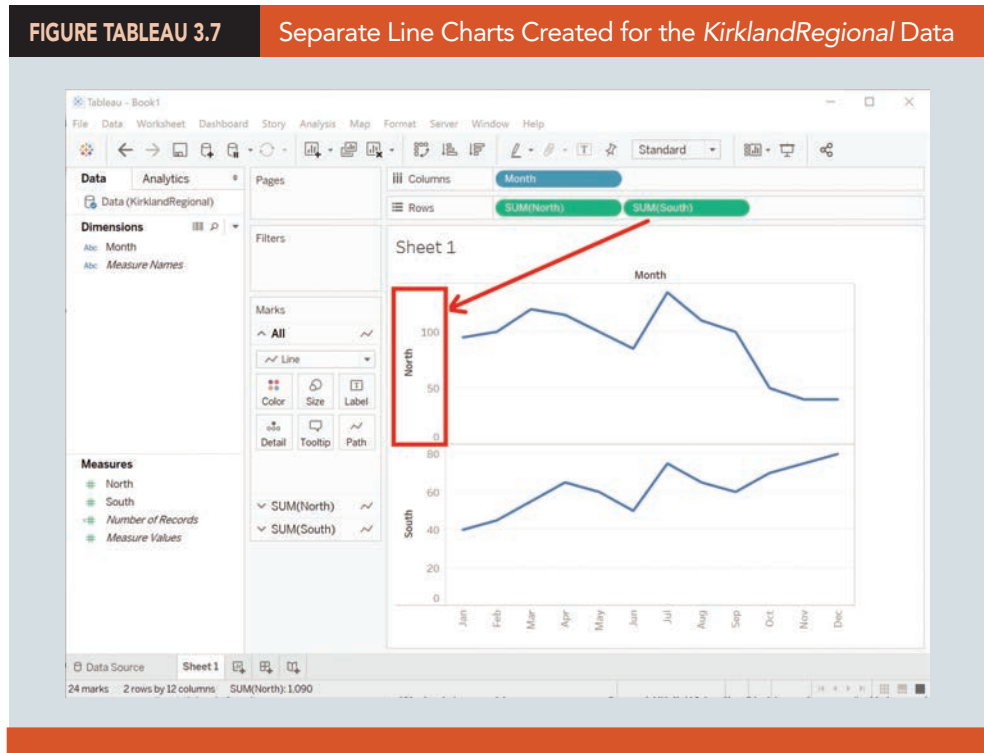 FIGURE TABLEAU 3.7
Separate Line Charts Created for the KirklandRegional Data
Tableau - Book1
File Data Worksheet Dashboard Story Analysis Map Format Server Window Help
Standard
Data Analytics
Data (KirklandRegional)
Dimensions
Abc Month
Abc Measure Names
Measures
North
South
Number of Records
Measure Values
Pages
Filters
Marks
All
Line
Color Size Label
Detail Tooltip Path
SUM(North)
SUM(South)
Columns Month
Rows SUM(North) SUM(South)
Sheet 1
Month
North
100
50
0
South
80
60
40
20
0
Jan Feb Mar Apr May Jun Jul Aug Sep Oct Nov Dec
Data Source Sheet 1
24 marks 2 rows by 12 columns SUM(North): 1,090